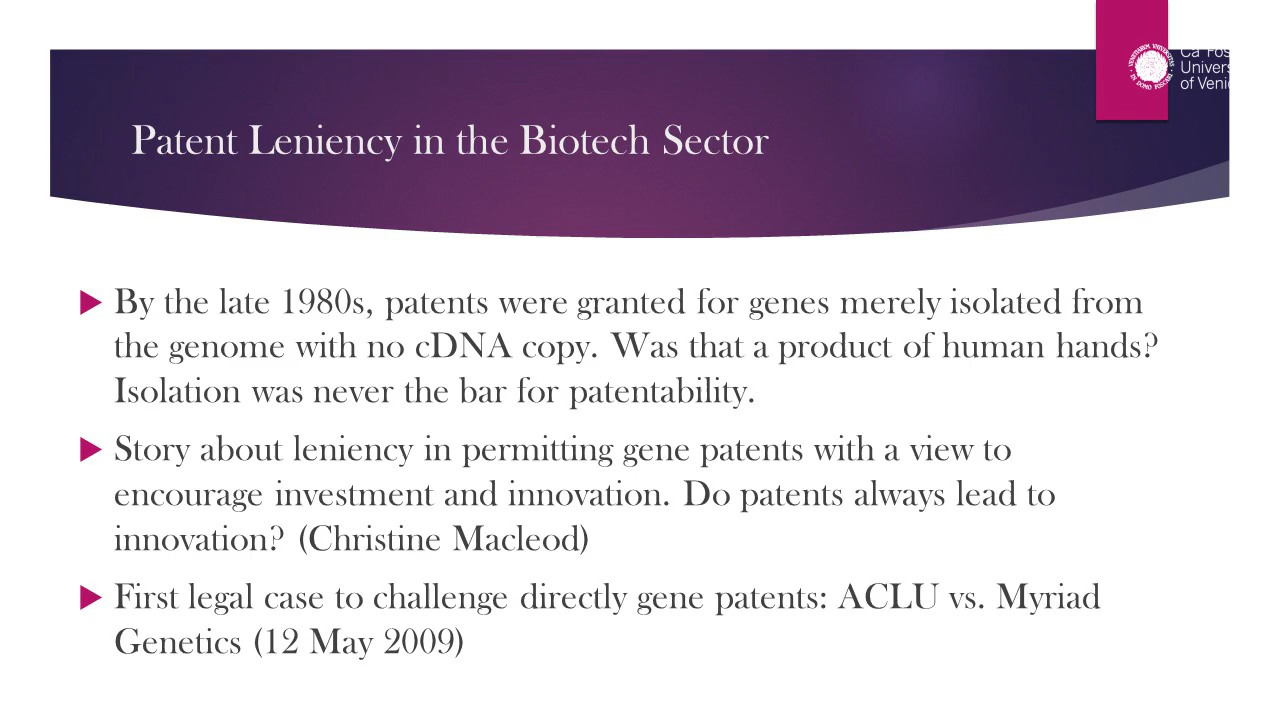 Ca' Fos
Univers
of Veni
Patent Leniency in the Biotech Sector
By the late 1980s, patents were granted for genes merely isolated from
the genome with no cDNA copy. Was that a product of human hands?
Isolation was never the bar for patentability.
Story about leniency in permitting gene patents with a view to
encourage investment and innovation. Do patents always lead to
innovation? (Christine Macleod)
First legal case to challenge directly gene patents: ACLU vs. Myriad
Genetics (12 May 2009)